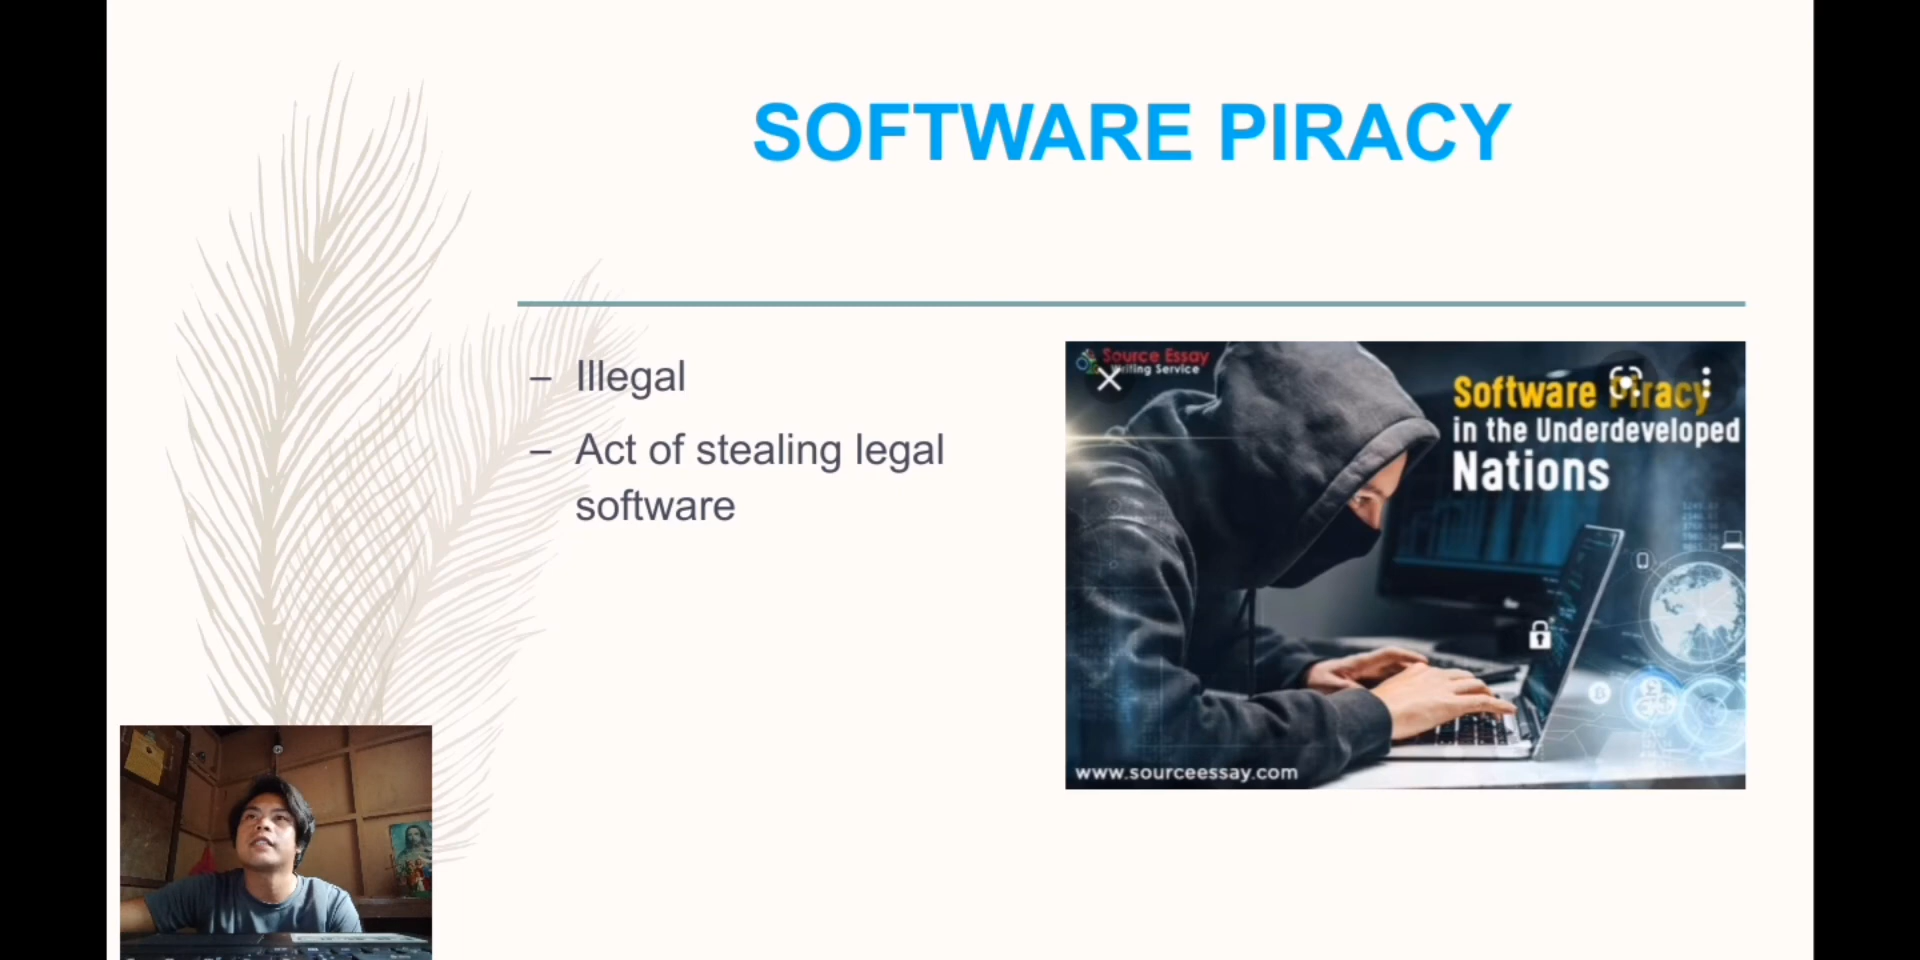 SOFTWARE PIRACY
– Illegal
– Act of stealing legal
software
Source Essay
Writing Service
Software Piracy
in the Underdeveloped
Nations
www.sourceessay.com